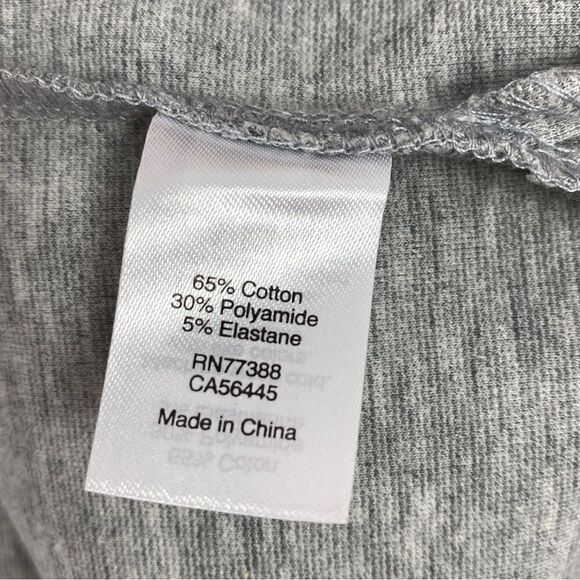 65% Cotton
30% Polyamide
5% Elastane
RN77388
CA56445
Made in China